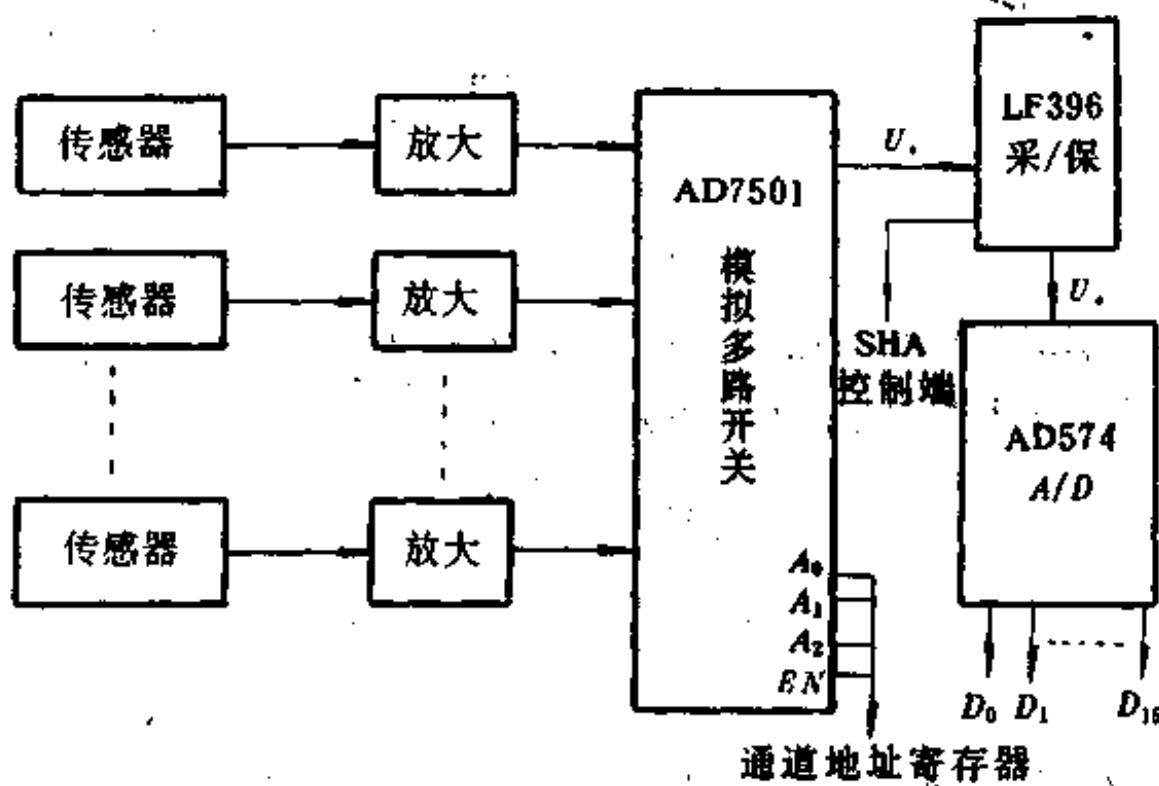 传感器
放大
传感器
放大
传感器
放大
AD7501
模拟多路开关
A₀
A₁
A₂
EN
通道地址寄存器
LF396
采/保
SHA
控制端
AD574
A/D
D₀ D₁